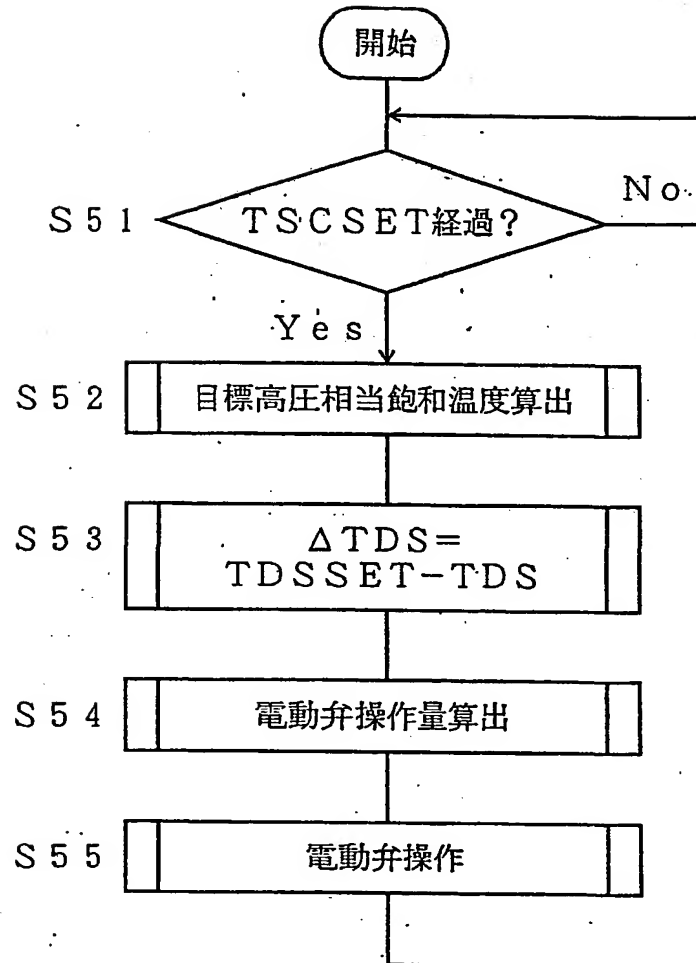 開始
S51 TSCSET経過？ No
Yes
S52 目標高圧相当飽和温度算出
S53 ΔTDS=
TDSSET-TDS
S54 電動弁操作量算出
S55 電動弁操作